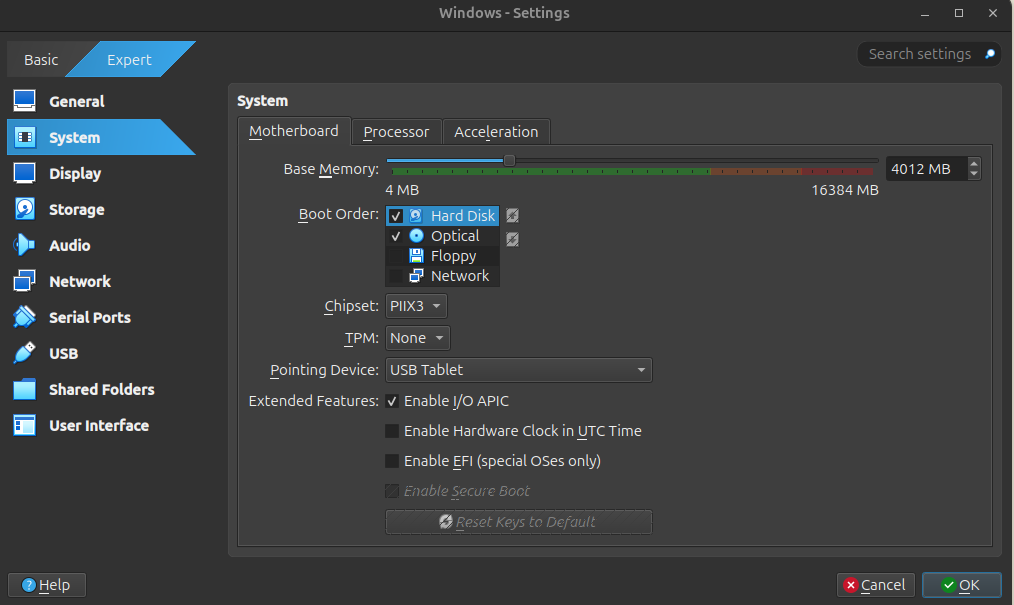 Windows - Settings
Basic
Expert
Search settings
General
System
Display
Storage
Audio
Network
Serial Ports
USB
Shared Folders
User Interface
System
Motherboard
Processor
Acceleration
Base Memory:
4012 MB
4 MB
16384 MB
Boot Order:
Hard Disk
Optical
Floppy
Network
Chipset:
PIIX3
TPM:
None
Pointing Device:
USB Tablet
Extended Features:
Enable I/O APIC
Enable Hardware Clock in UTC Time
Enable EFI (special OSes only)
Enable Secure Boot
Reset Keys to Default
Help
Cancel
OK